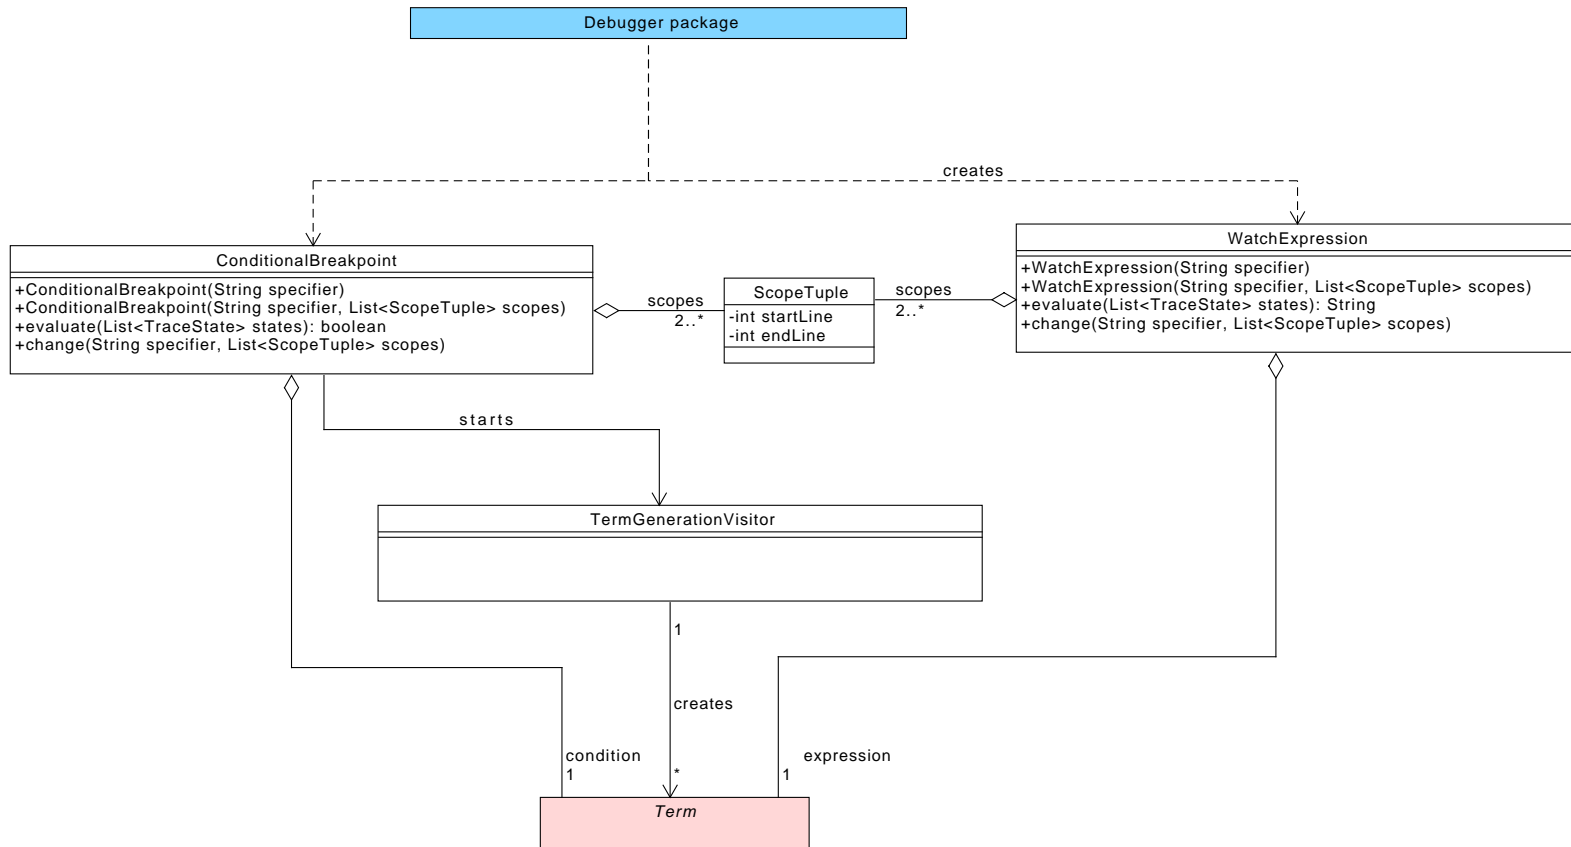 Debugger package
creates
ConditionalBreakpoint
+ConditionalBreakpoint(String specifier)
+ConditionalBreakpoint(String specifier, List<ScopeTuple> scopes)
+evaluate(List<TraceState> states): boolean
+change(String specifier, List<ScopeTuple> scopes)
scopes
2..*
ScopeTuple
-int startLine
-int endLine
scopes
2..*
WatchExpression
+WatchExpression(String specifier)
+WatchExpression(String specifier, List<ScopeTuple> scopes)
+evaluate(List<TraceState> states): String
+change(String specifier, List<ScopeTuple> scopes)
starts
TermGenerationVisitor
1
creates
*
condition
1
expression
1
Term